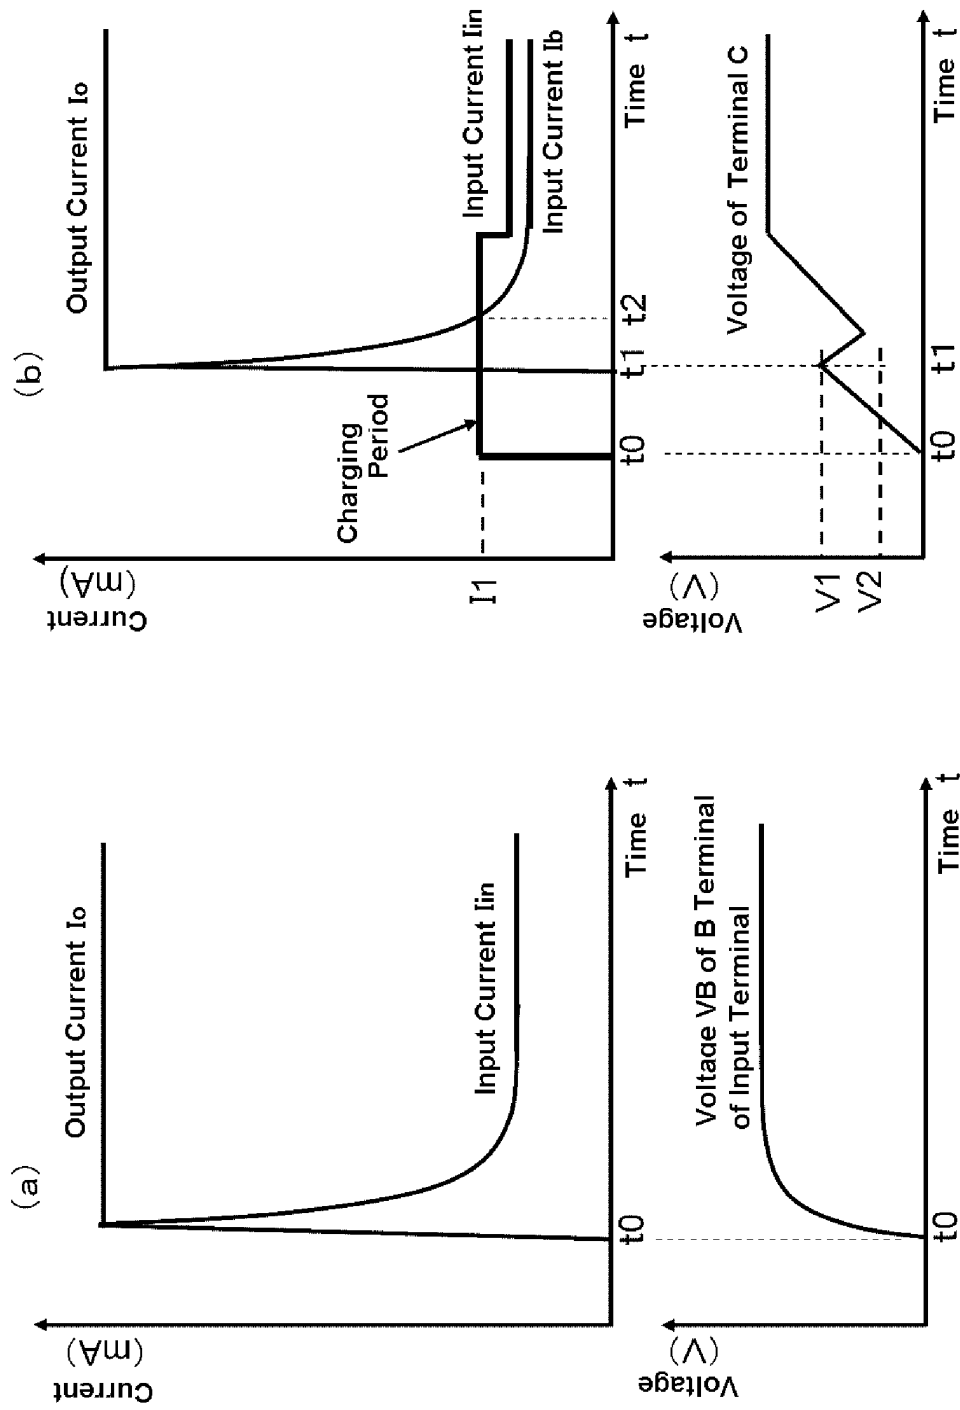 (a)
Current
(mA)
Output Current Io
Input Current Iin
t0
Time t
Voltage
(V)
Voltage VB of B Terminal
of Input Terminal
t0
Time t
(b)
Current
(mA)
Output Current Io
I1
Charging
Period
Input Current Iin
Input Current Ib
t0
t1
t2
Time t
Voltage
(V)
V1
V2
Voltage of Terminal C
t0
t1
Time t